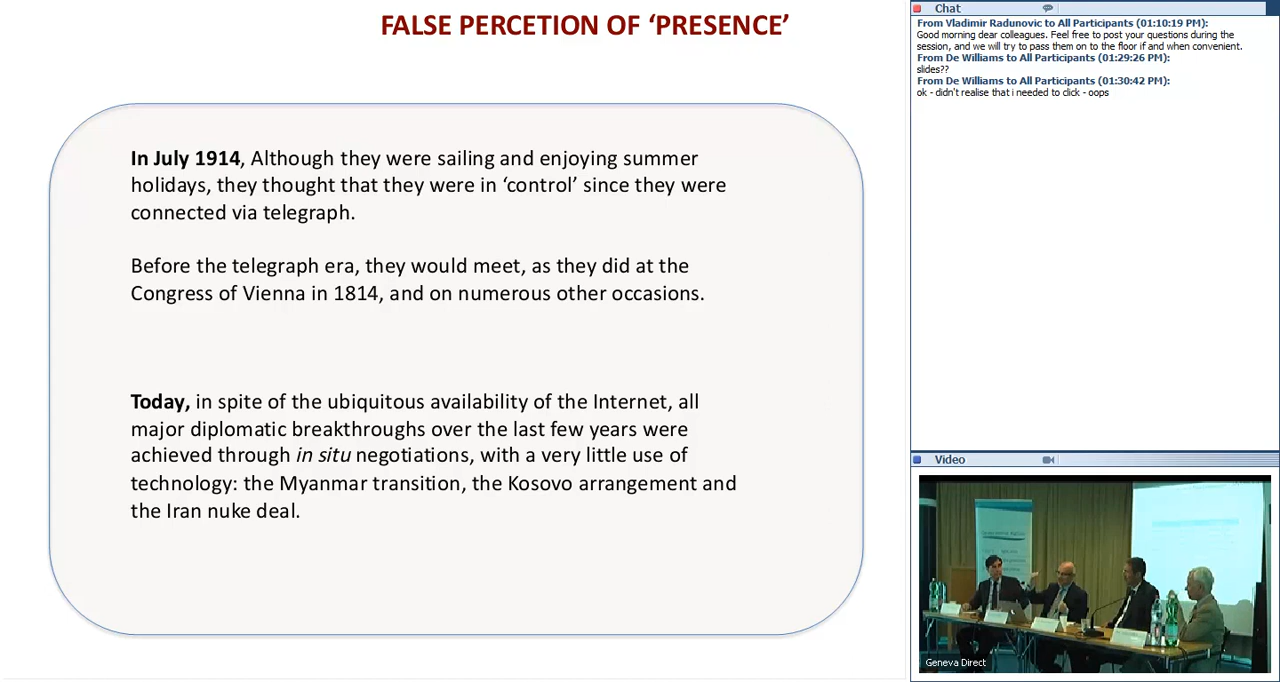 FALSE PERCETION OF ‘PRESENCE’
In July 1914, Although they were sailing and enjoying summer
holidays, they thought that they were in ‘control’ since they were
connected via telegraph.
Before the telegraph era, they would meet, as they did at the
Congress of Vienna in 1814, and on numerous other occasions.
Today, in spite of the ubiquitous availability of the Internet, all
major diplomatic breakthroughs over the last few years were
achieved through in situ negotiations, with a very little use of
technology: the Myanmar transition, the Kosovo arrangement and
the Iran nuke deal.
Chat
From Vladimir Radunovic to All Participants (01:10:19 PM):
Good morning dear colleagues. Feel free to post your questions during the
session, and we will try to pass them on to the floor if and when convenient.
From De Williams to All Participants (01:29:26 PM):
slides??
From De Williams to All Participants (01:30:42 PM):
ok - didn't realise that i needed to click - oops
Video
Geneva Direct